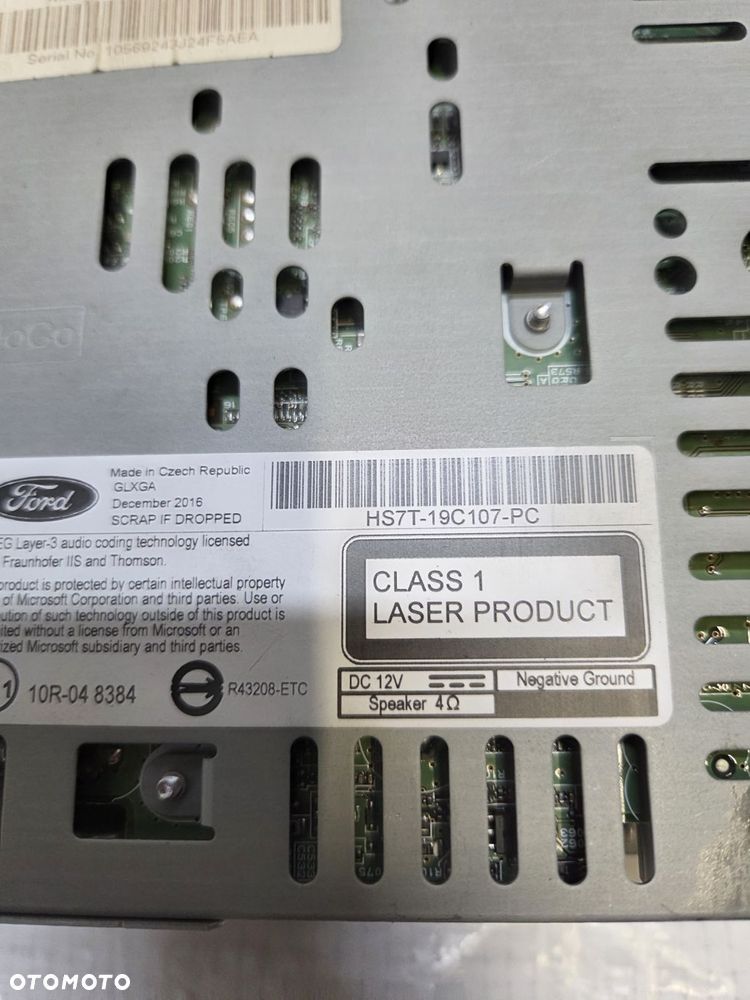 Serial No
DoCo
Ford
Made in Czech Republic
GLXGA
December 2016
SCRAP IF DROPPED
HS7T-19C107-PC
EG Layer-3 audio coding technology licensed
Fraunhofer IIS and Thomson.
product is protected by certain intellectual property
of Microsoft Corporation and third parties. Use or
ution of such technology outside of this product is
ited without a license from Microsoft or an
rized Microsoft subsidiary and third parties.
CLASS 1
LASER PRODUCT
1 10R-04 8384
R43208-ETC
DC 12V
Negative Ground
Speaker 4Ω
R573
OTOMOTO